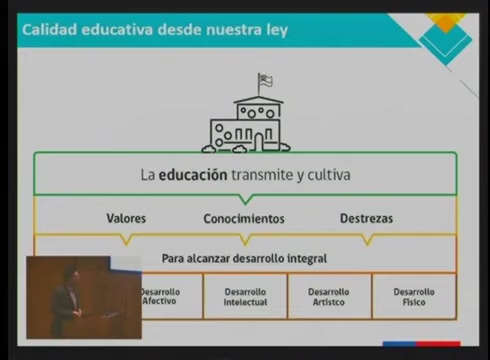 Calidad educativa desde nuestra ley
La educación transmite y cultiva
Valores Conocimientos Destrezas
Para alcanzar desarrollo integral
Desarrollo Desarrollo Desarrollo Desarrollo
Afectivo Intelectual Artistco Físico